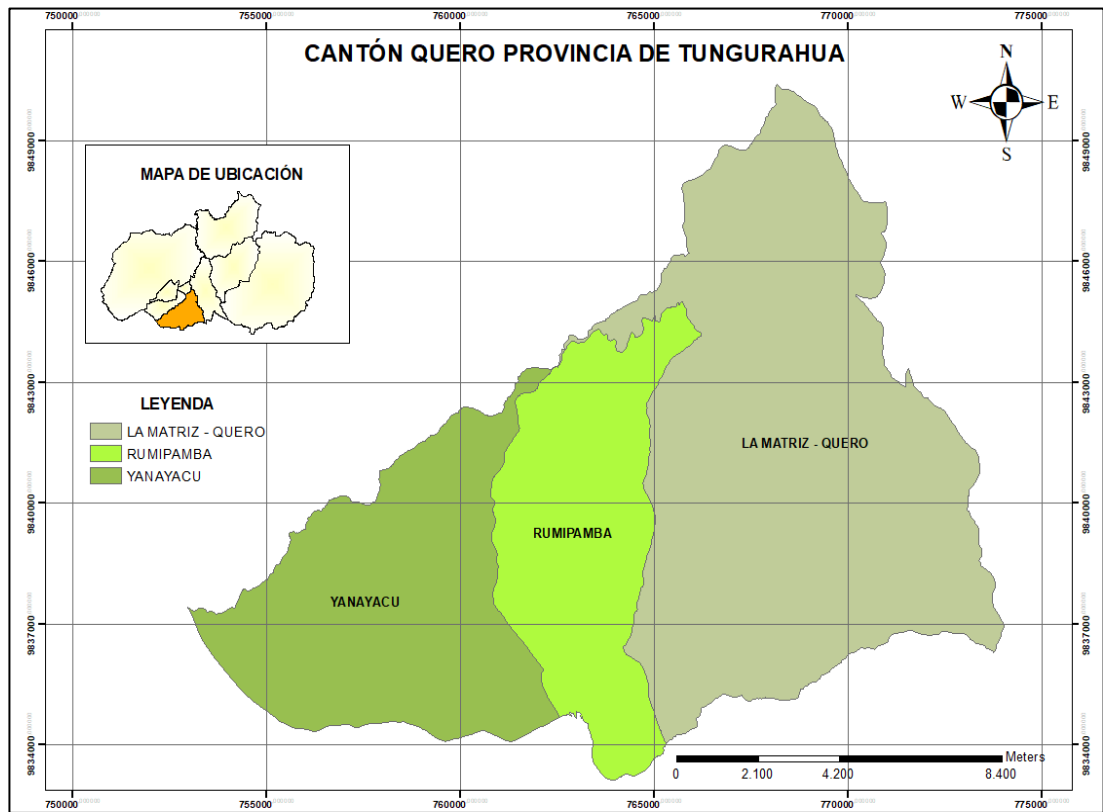 750000 755000 760000 765000 770000 775000
CANTÓN QUERO PROVINCIA DE TUNGURAHUA
N
W E
S
9849000 9849000
MAPA DE UBICACIÓN
9846000 9846000
9843000 9843000
LEYENDA
LA MATRIZ - QUERO
RUMIPAMBA
YANAYACU
LA MATRIZ - QUERO
9840000 9840000
RUMIPAMBA
YANAYACU
9837000 9837000
9834000 9834000
Meters
0 2.100 4.200 8.400
750000 755000 760000 765000 770000 775000